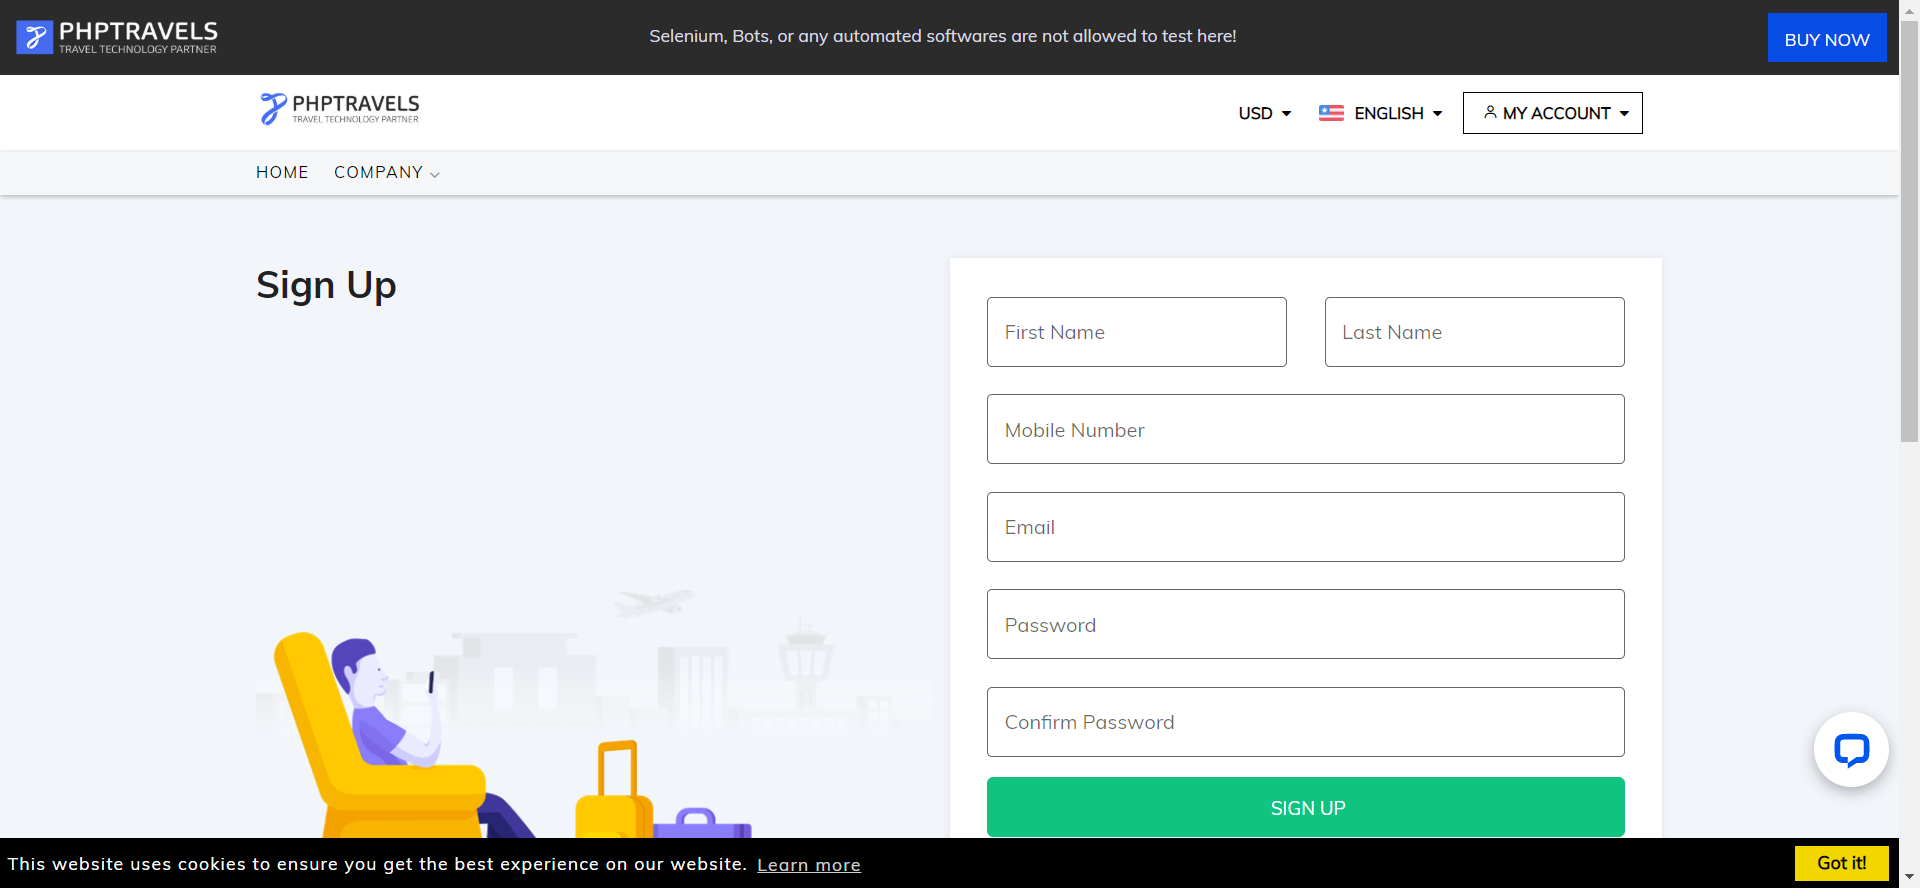 PHPTRAVELS
TRAVEL TECHNOLOGY PARTNER
Selenium, Bots, or any automated softwares are not allowed to test here!
BUY NOW
PHPTRAVELS
TRAVEL TECHNOLOGY PARTNER
USD
ENGLISH
MY ACCOUNT
HOME
COMPANY
Sign Up
First Name
Last Name
Mobile Number
Email
Password
Confirm Password
SIGN UP
This website uses cookies to ensure you get the best experience on our website. Learn more
Got it!